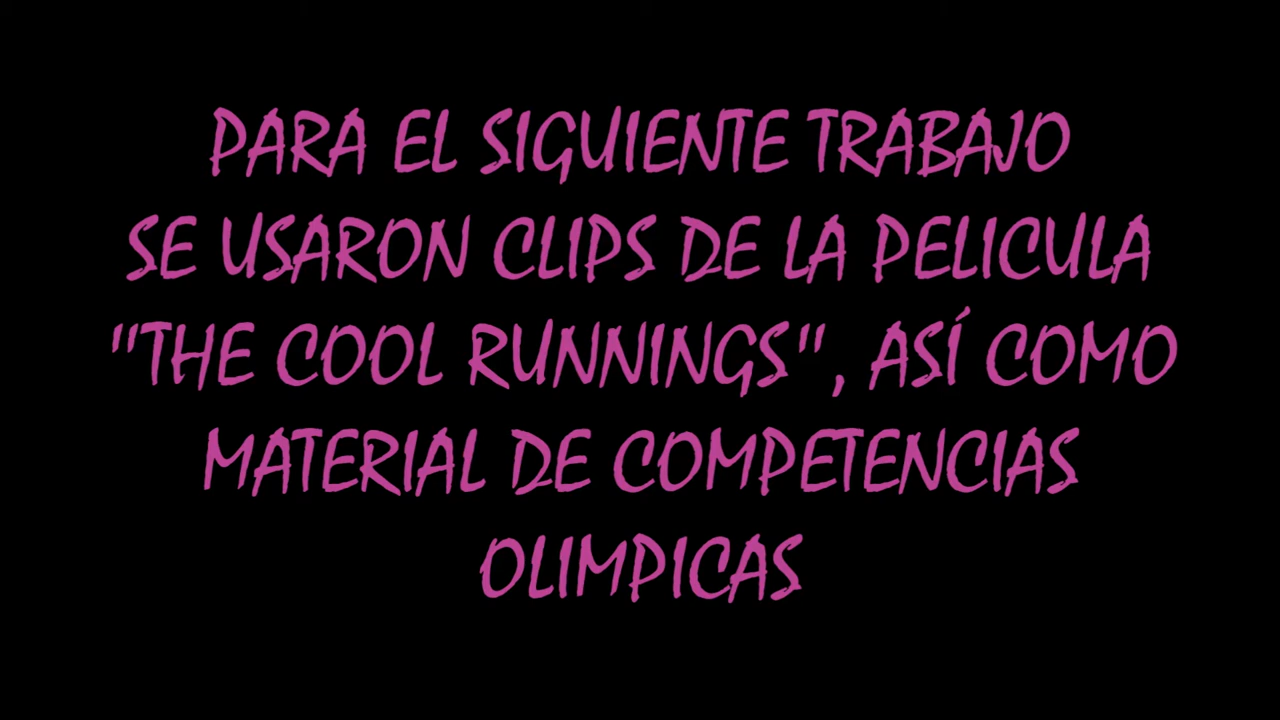 PARA EL SIGUIENTE TRABAJO
SE USARON CLIPS DE LA PELICULA
"THE COOL RUNNINGS", ASÍ COMO
MATERIAL DE COMPETENCIAS
OLIMPICAS